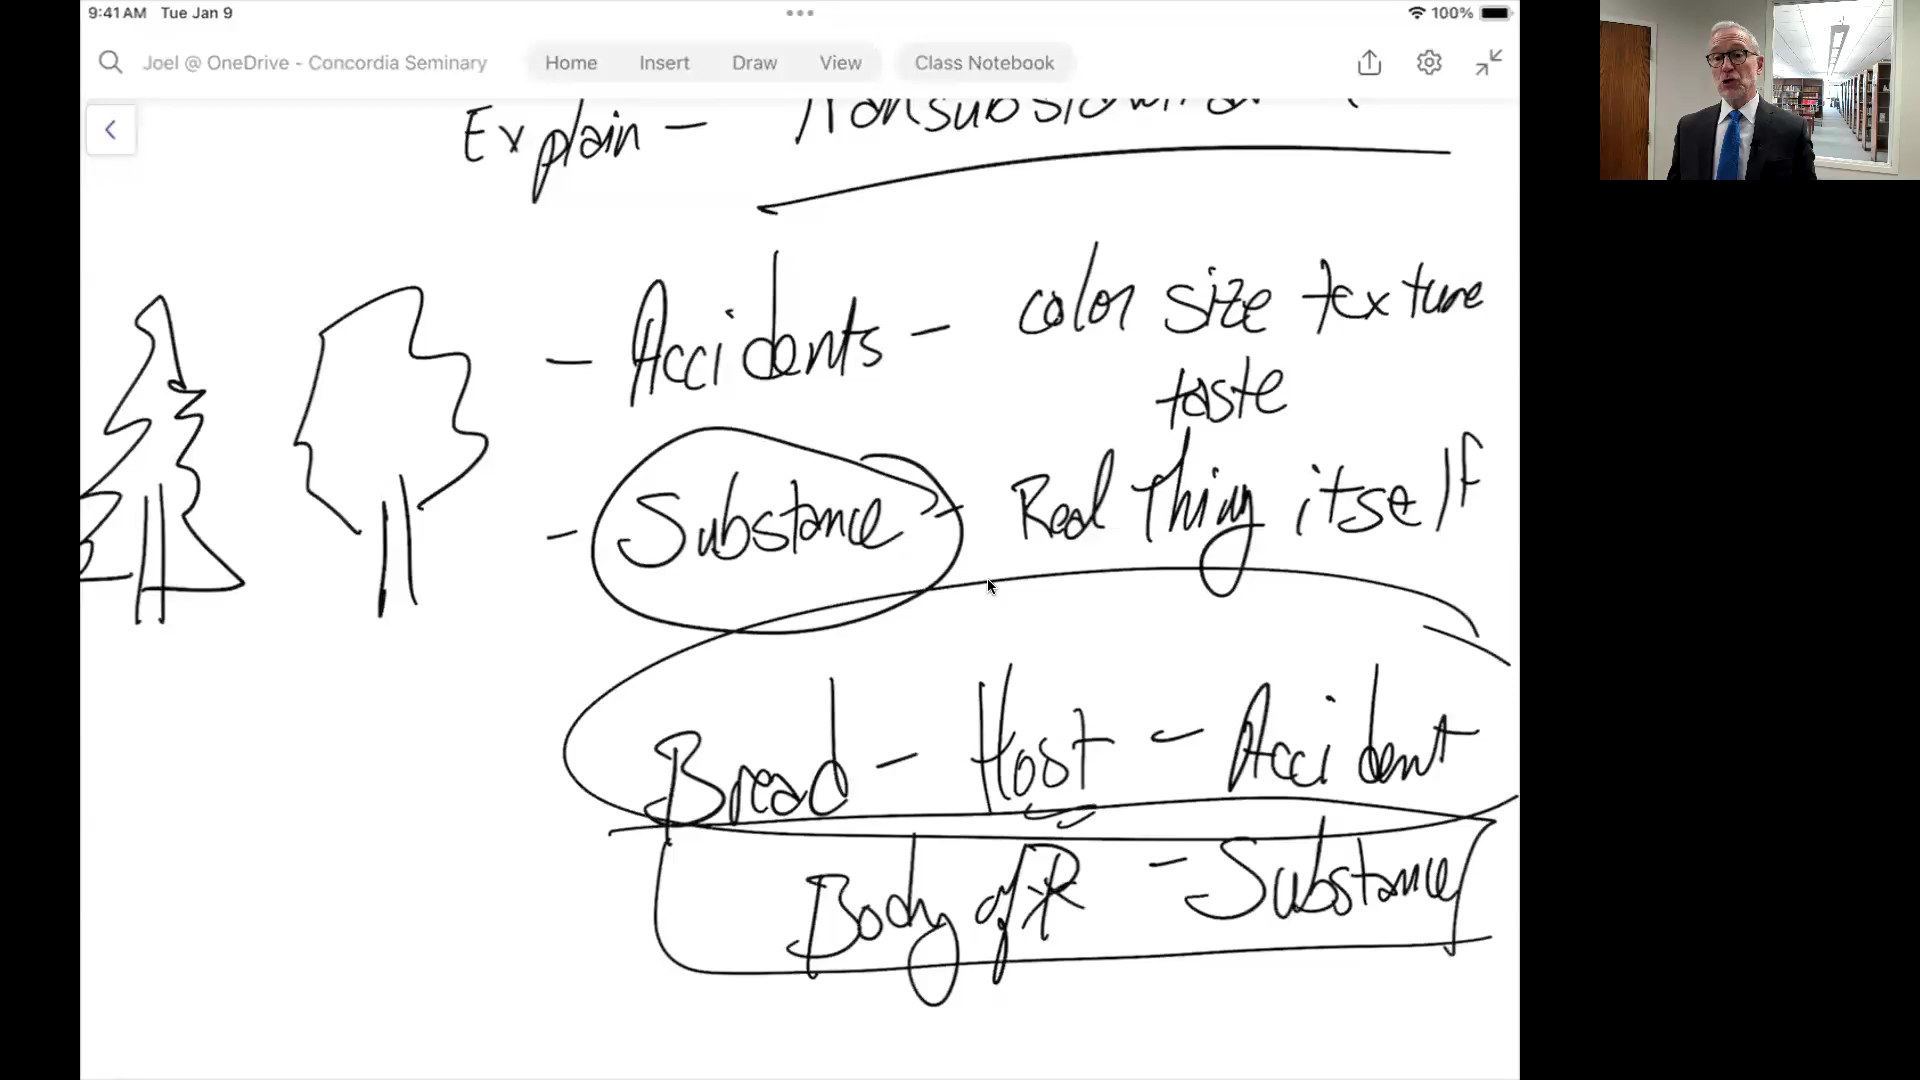 9:41 AM Tue Jan 9
100%
Joel @ OneDrive - Concordia Seminary Home Insert Draw View Class Notebook
Explain -
- Accidents - color size texture
taste
- Substance - Real Thing itself
Bread - Host - Accident
Body of - Substance